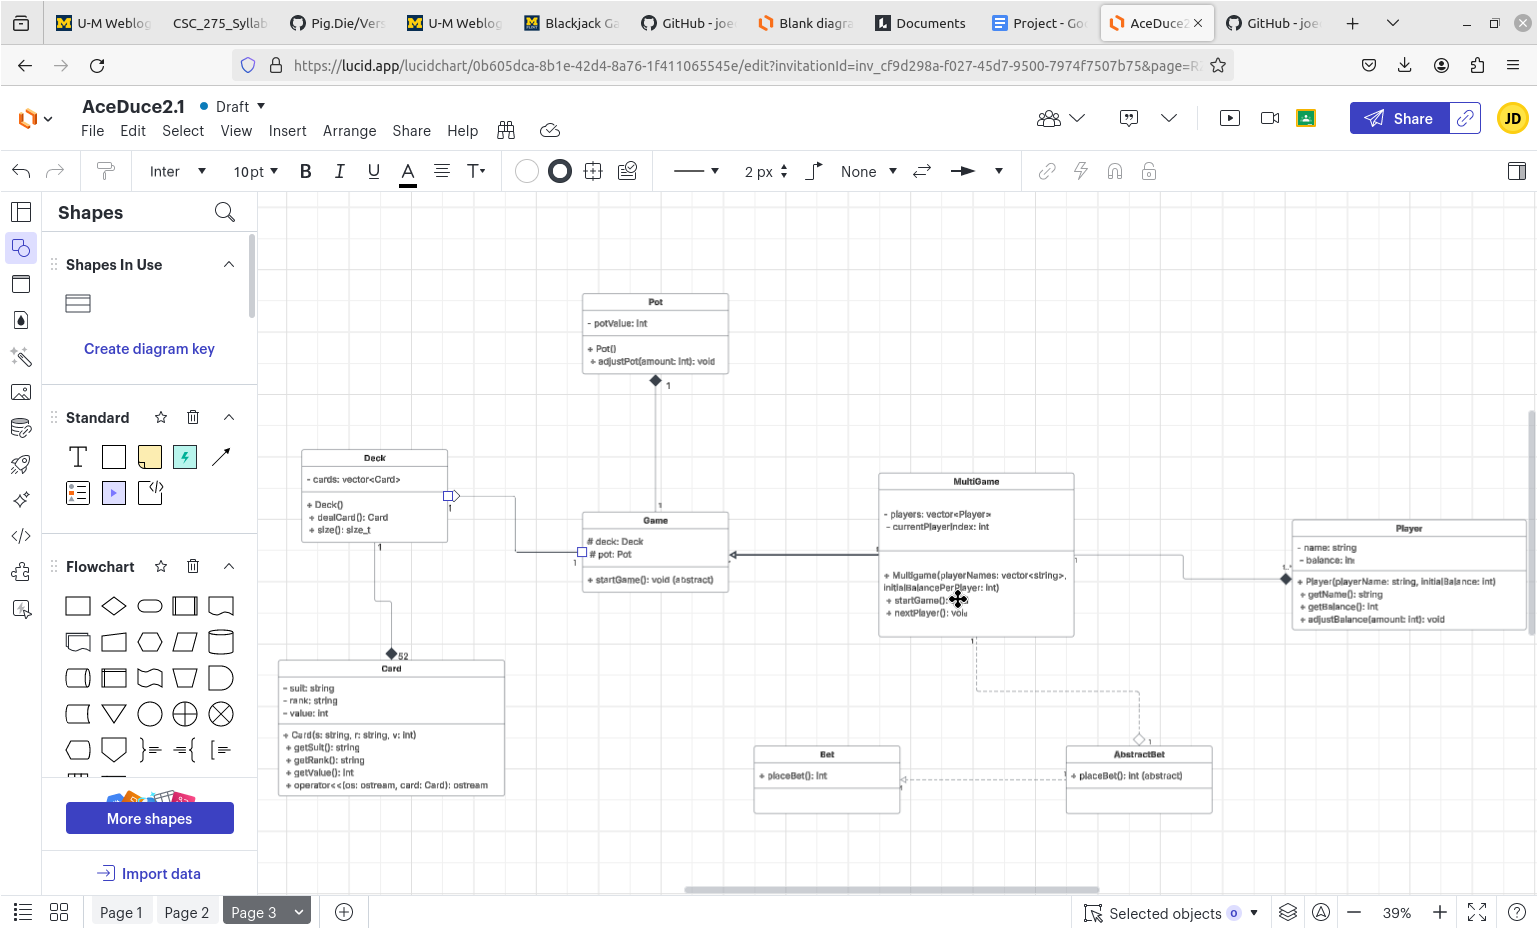 U-M Weblog
CSC_275_Syllab
Pig.Die/Vers
U-M Weblog
Blackjack Ga
GitHub - joe
Blank diagra
Documents
Project - Goo
AceDuce2
GitHub - joe
https://lucid.app/lucidchart/0b605dca-8b1e-42d4-8a76-1f411065545e/edit?invitationId=inv_cf9d298a-f027-45d7-9500-7974f7507b75&page=R
AceDuce2.1
Draft
File Edit Select View Insert Arrange Share Help
Share
JD
Inter
10pt
B I U A
T
2 px
None
Shapes
Shapes In Use
Create diagram key
Standard
T
Flowchart
More shapes
Import data
Pot
- potValue: int
+ Pot()
+ adjustPot(amount: int): void
1
1
Deck
- cards: vector<Card>
+ Deck()
+ dealCard(): Card
+ size(): size_t
1
1
1
52
Card
- suit: string
- rank: string
- value: int
+ Card(s: string, r: string, v: int)
+ getSuit(): string
+ getRank(): string
+ getValue(): int
+ operator<<(os: ostream, card: Card): ostream
Game
# deck: Deck
# pot: Pot
+ startGame(): void (abstract)
MultiGame
- players: vector<Player>
- currentPlayerIndex: int
+ Multigame(playerNames: vector<string>,
initialBalancePerPlayer: int)
+ startGame():
+ nextPlayer(): void
1
1
Player
- name: string
- balance: int
+ Player(playerName: string, initialBalance: int)
+ getName(): string
+ getBalance(): int
+ adjustBalance(amount: int): void
Bet
+ placeBet(): int
AbstractBet
+ placeBet(): int (abstract)
1
Page 1
Page 2
Page 3
Selected objects
0
39%